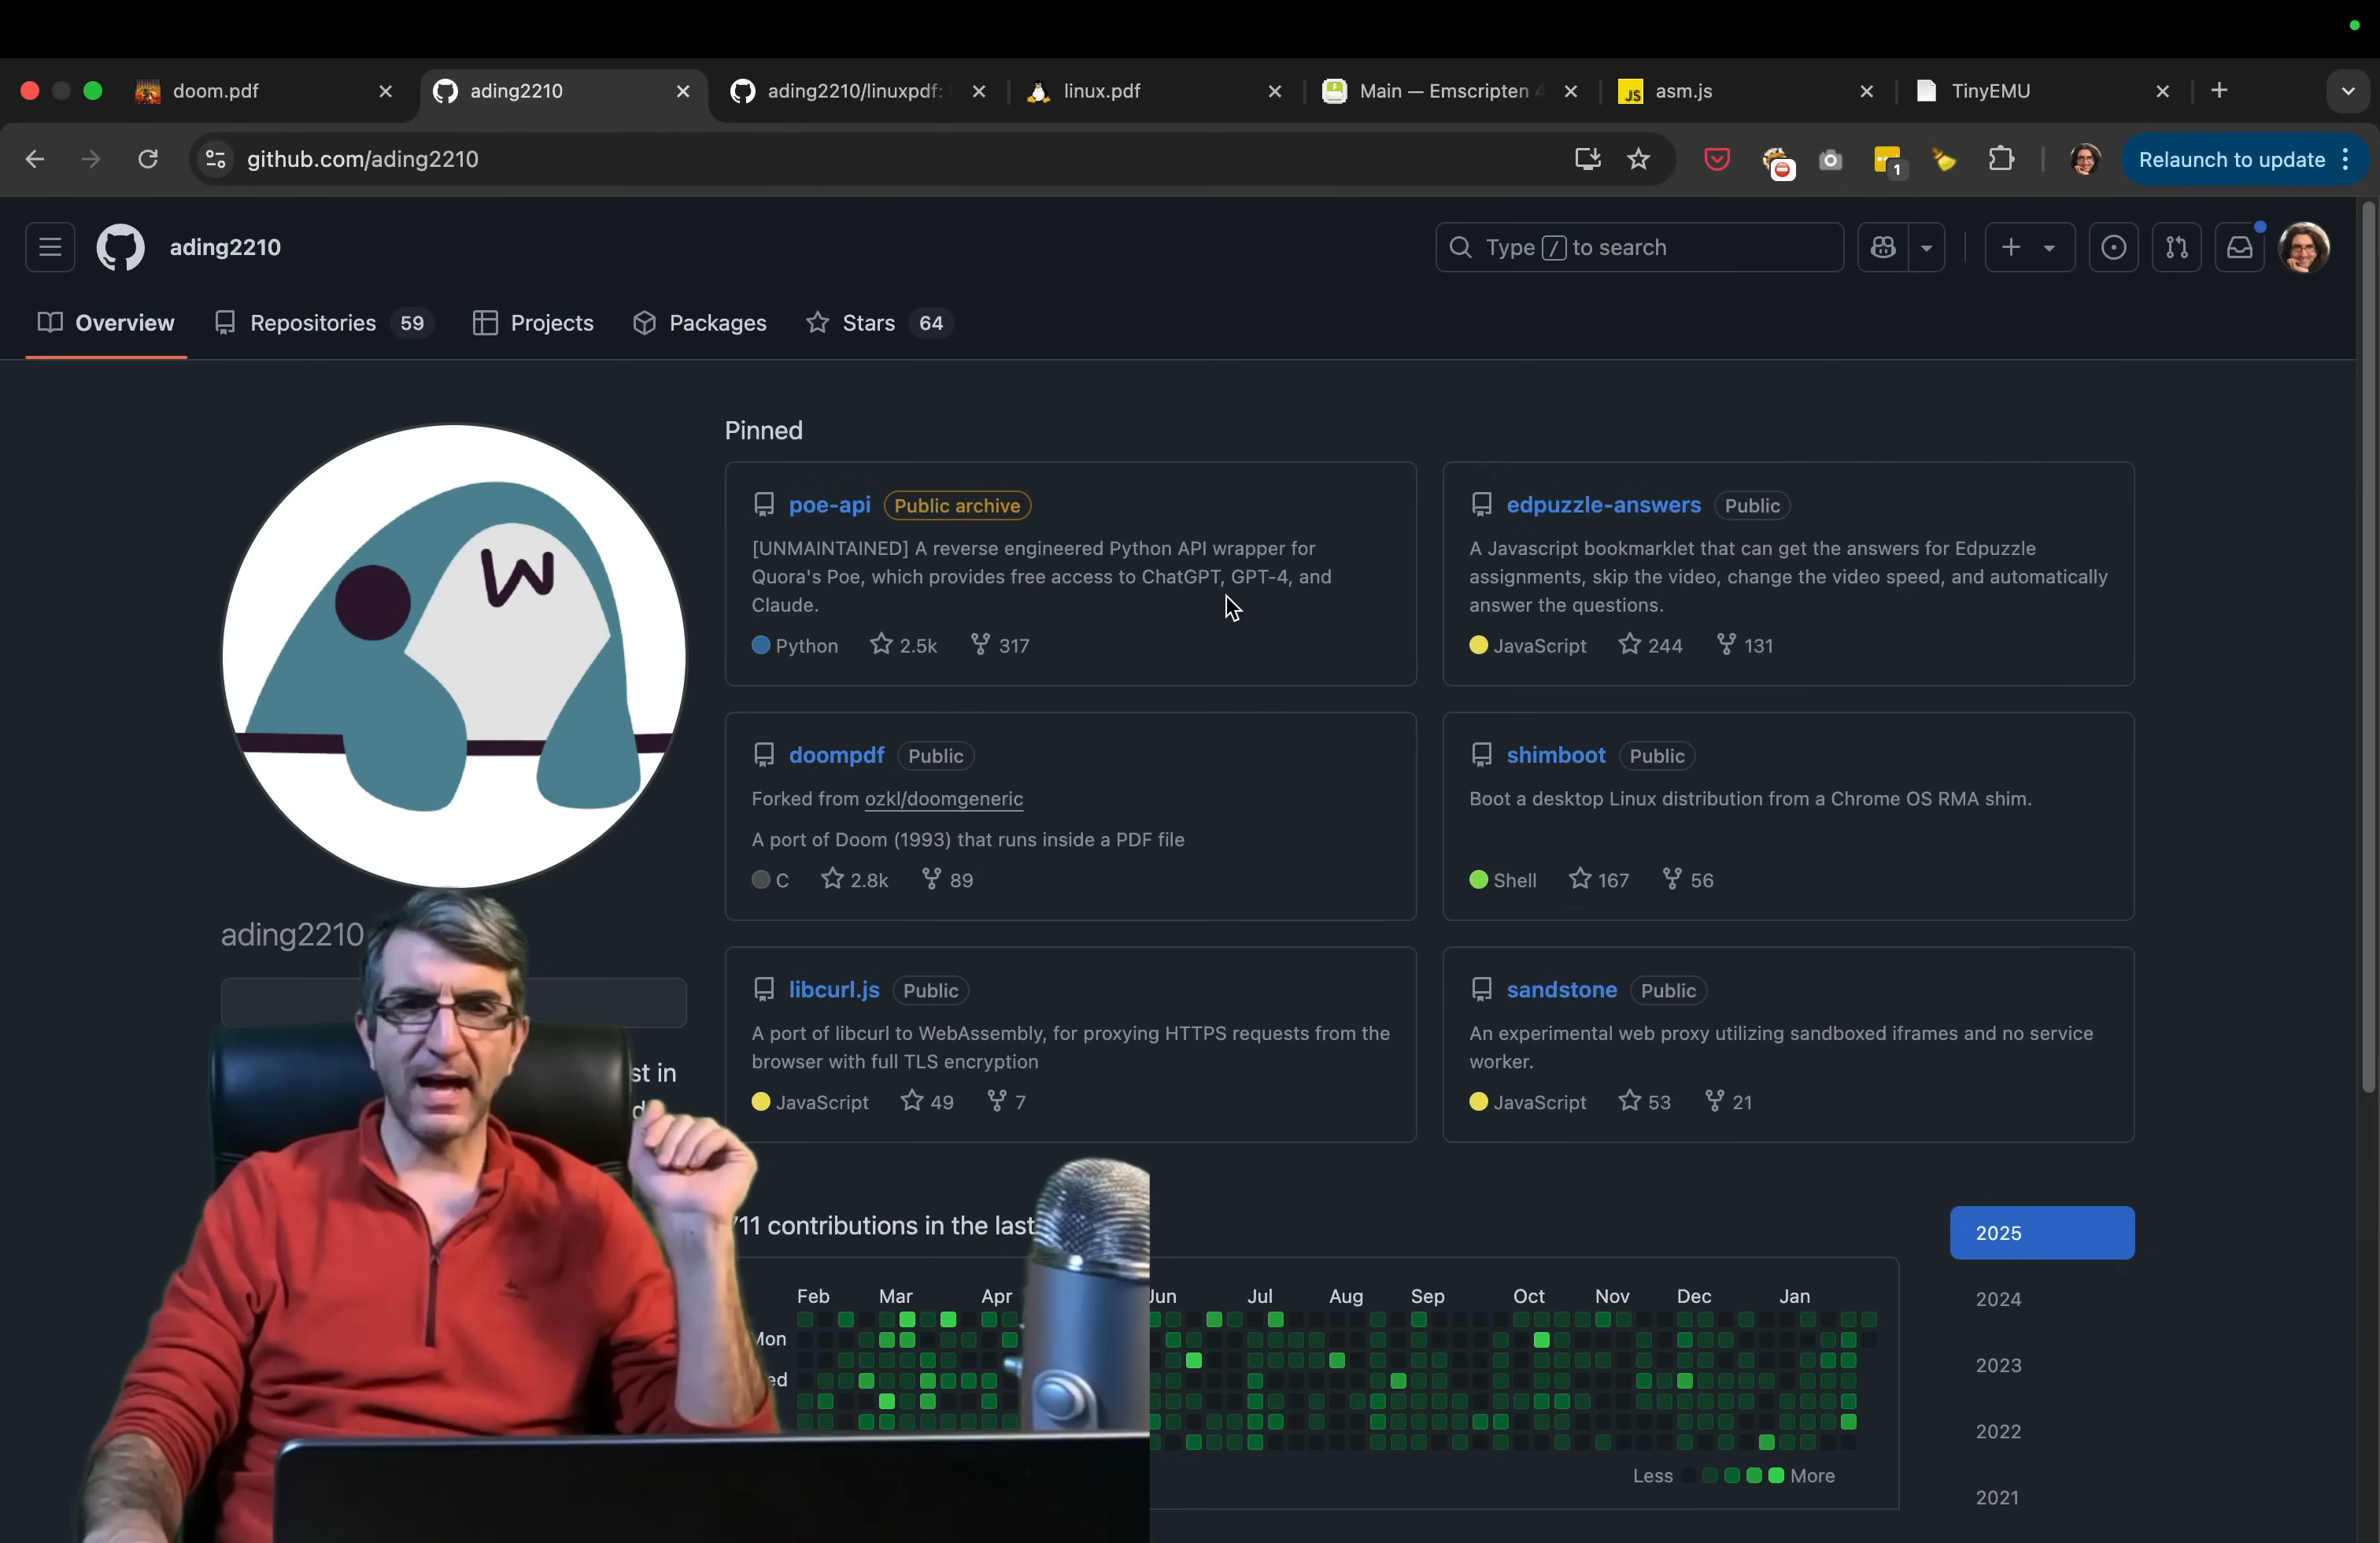 doom.pdf
ading2210
ading2210/linuxpdf:
linux.pdf
Main — Emscripten 4
JS
asm.js
TinyEMU
github.com/ading2210
1
Relaunch to update
ading2210
Type / to search
Overview
Repositories 59
Projects
Packages
Stars 64
W
Pinned
poe-api Public archive
[UNMAINTAINED] A reverse engineered Python API wrapper for
Quora's Poe, which provides free access to ChatGPT, GPT-4, and
Claude.
Python 2.5k 317
edpuzzle-answers Public
A Javascript bookmarklet that can get the answers for Edpuzzle
assignments, skip the video, change the video speed, and automatically
answer the questions.
JavaScript 244 131
doompdf Public
Forked from ozkl/doomgeneric
A port of Doom (1993) that runs inside a PDF file
C 2.8k 89
shimboot Public
Boot a desktop Linux distribution from a Chrome OS RMA shim.
Shell 167 56
libcurl.js Public
A port of libcurl to WebAssembly, for proxying HTTPS requests from the
browser with full TLS encryption
JavaScript 49 7
sandstone Public
An experimental web proxy utilizing sandboxed iframes and no service
worker.
JavaScript 53 21
ading2210
st in
11 contributions in the last
Feb Mar Apr Jun Jul Aug Sep Oct Nov Dec Jan
Mon
ed
Less More
2025
2024
2023
2022
2021